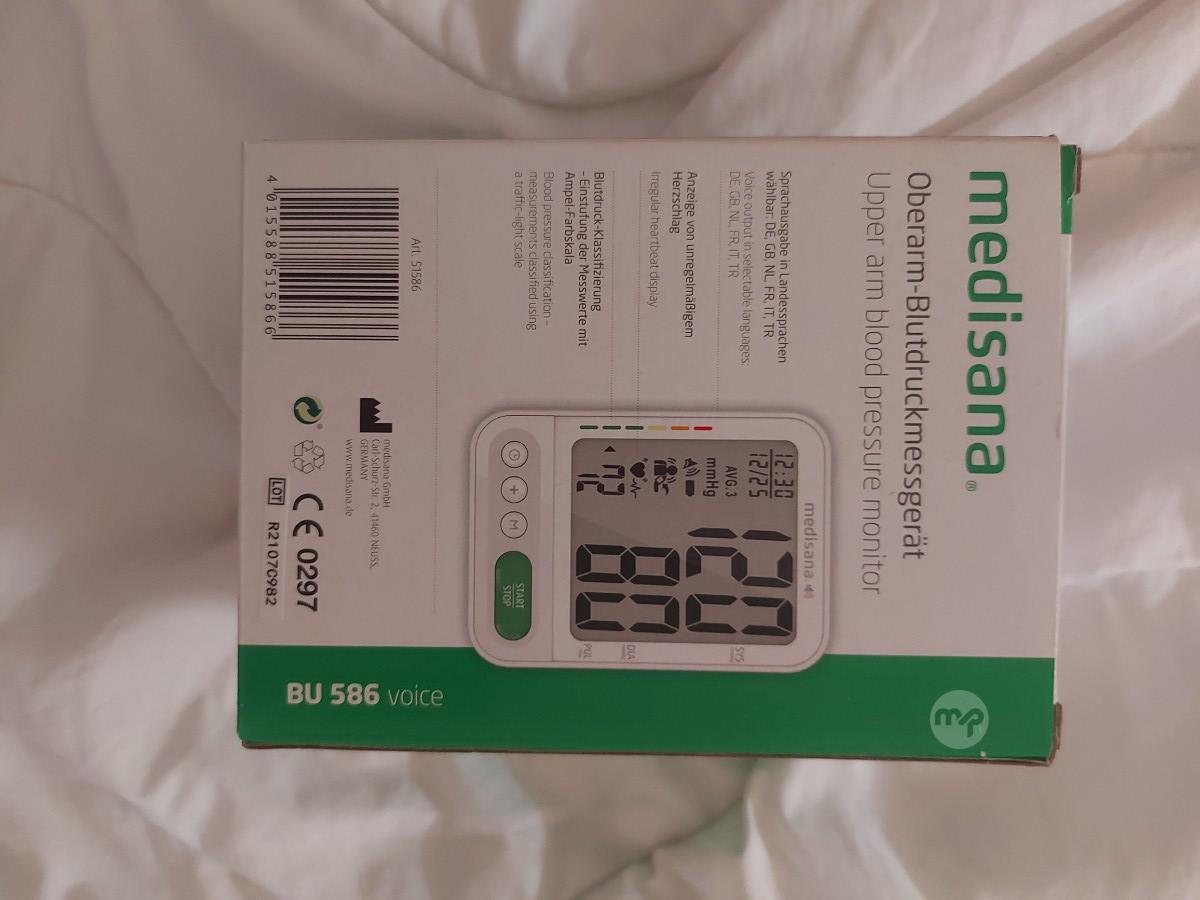 medisana®
Oberarm-Blutdruckmessgerät
Upper arm blood pressure monitor
Sprachausgabe in Landessprachen
wählbar: DE, GB, NL, FR, IT, TR
Voice output in selectable languages:
DE, GB, NL, FR, IT, TR
Anzeige von unregelmäßigem
Herzschlag
Irregular heartbeat display
Blutdruck-Klassifizierung
– Einstufung der Messwerte mit
Ampel-Farbskala
Blood pressure classification –
measurements classified using
a traffic-light scale
medisana
12:30
12/25
AVG.3
mmHg
120
80
72
SYS
DIA
PUL
M
START
STOP
Art. 51586
4 015588 515866
medisana GmbH
Carl-Schurz-Str. 2, 41460 NEUSS,
GERMANY
www.medisana.de
CE 0297
LOT R21070982
BU 586 voice